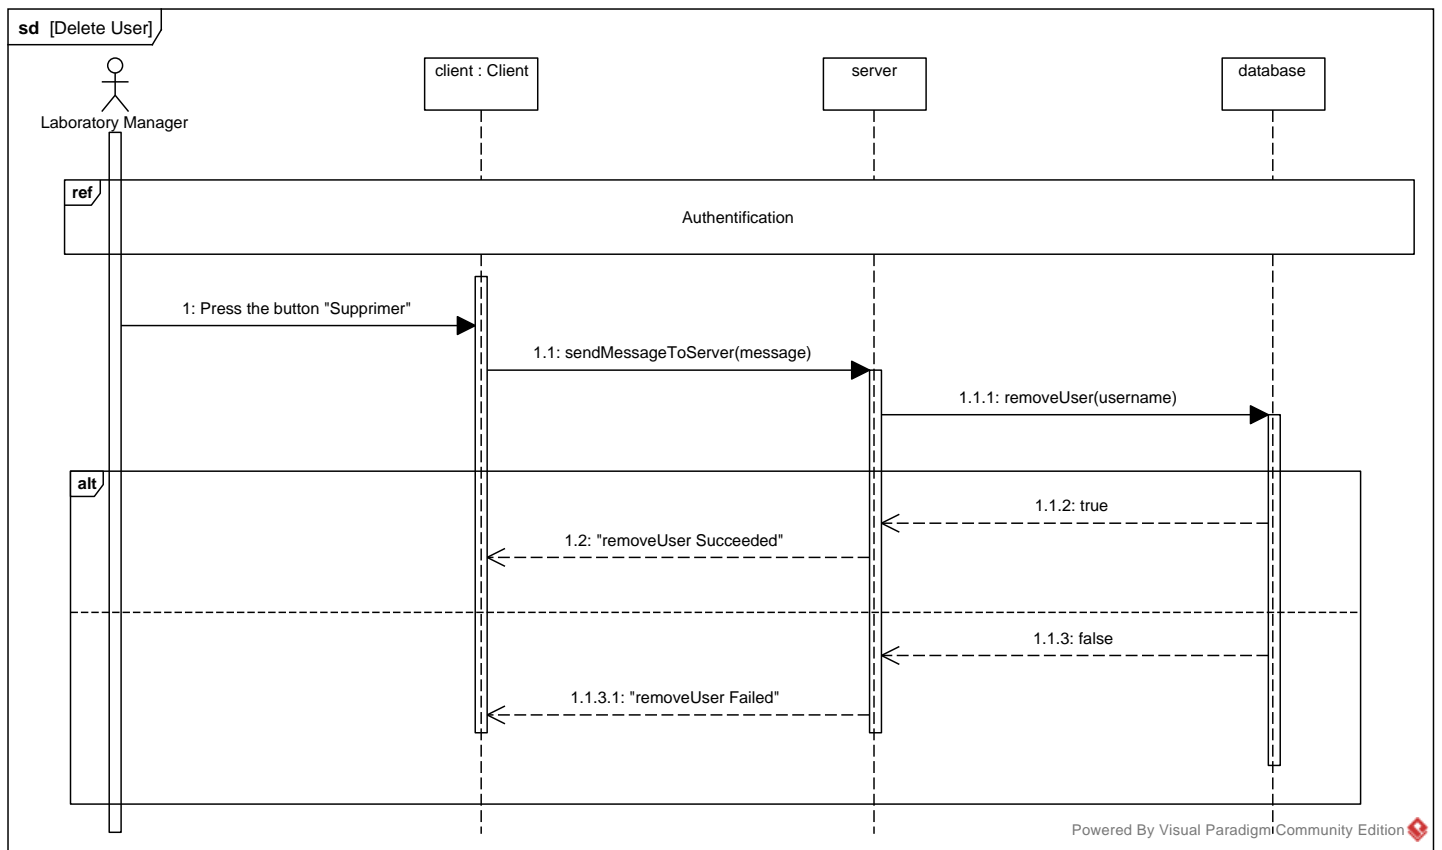 sd [Delete User]
client : Client
server
database
Laboratory Manager
ref
Authentification
1: Press the button "Supprimer"
1.1: sendMessageToServer(message)
1.1.1: removeUser(username)
alt
1.1.2: true
1.2: "removeUser Succeeded"
1.1.3: false
1.1.3.1: "removeUser Failed"
Powered By Visual Paradigm Community Edition